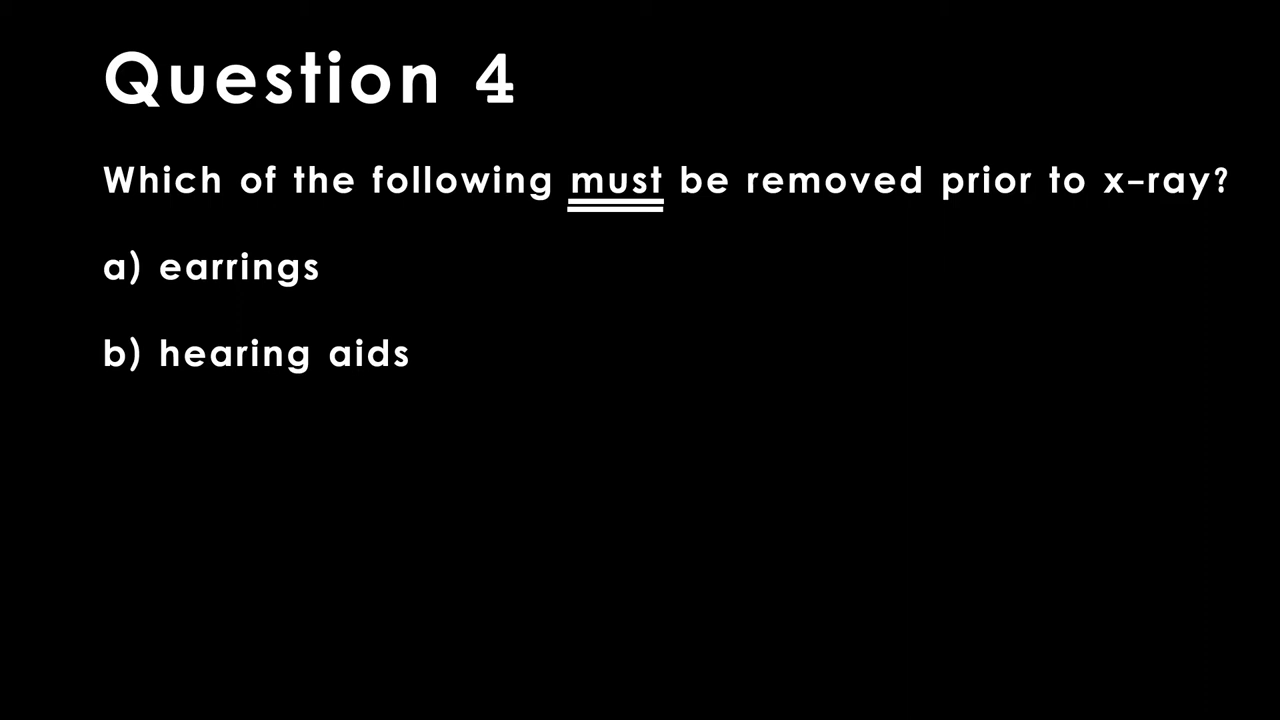 Question 4
Which of the following must be removed prior to x-ray?
a) earrings
b) hearing aids